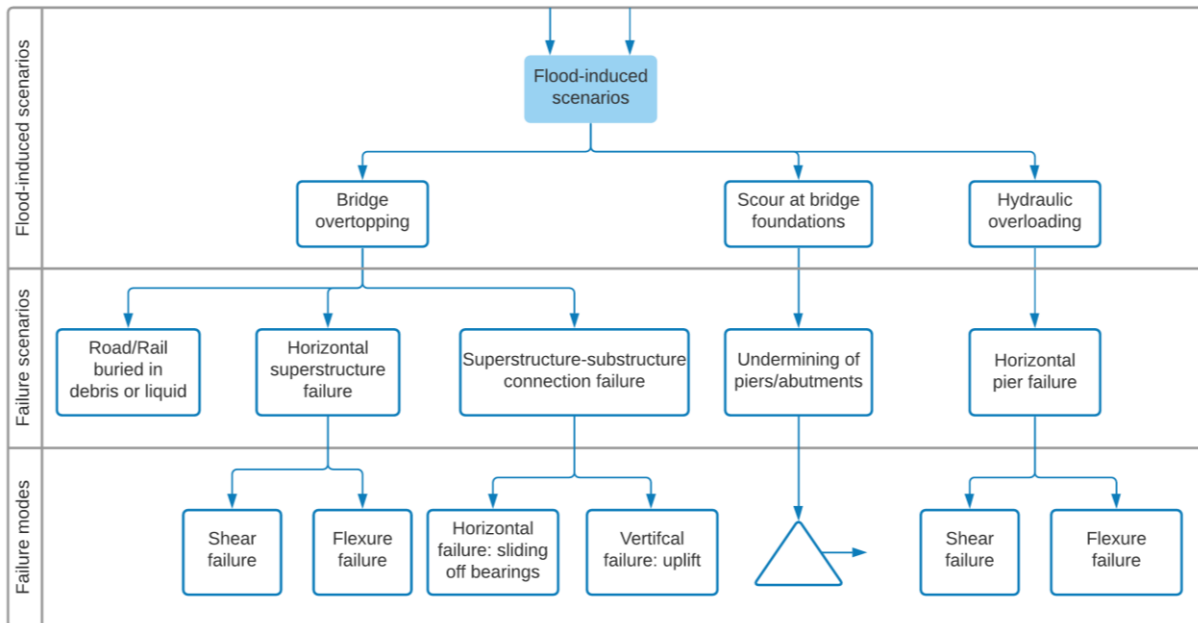 Flood-induced scenarios
Flood-induced
scenarios
Bridge
overtopping
Scour at bridge
foundations
Hydraulic
overloading
Failure scenarios
Road/Rail
buried in
debris or liquid
Horizontal
superstructure
failure
Superstructure-substructure
connection failure
Undermining of
piers/abutments
Horizontal
pier failure
Failure modes
Shear
failure
Flexure
failure
Horizontal
failure: sliding
off bearings
Vertifcal
failure: uplift
Shear
failure
Flexure
failure